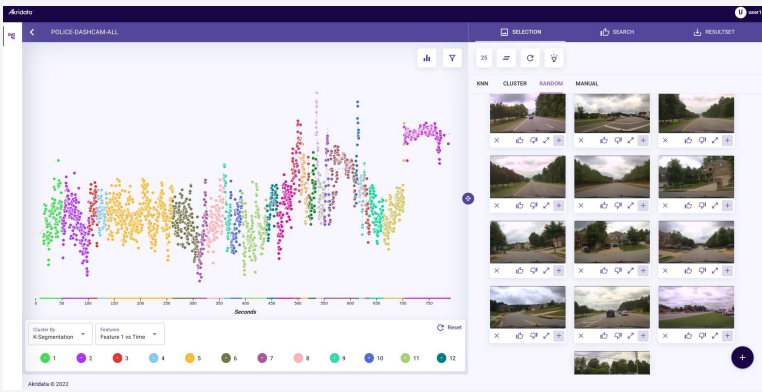 Akridata
U user1
POLICE-DASHCAM-ALL
SELECTION SEARCH RESULTSET
25
KNN CLUSTER RANDOM MANUAL
50 100 150 200 250 300 350 400 450 500 550 600 650 700 750
Seconds
Cluster By
K-Segmentation
Features
Feature 1 vs Time
Reset
1 2 3 4 5 6 7 8 9 10 11 12
Akridata © 2022